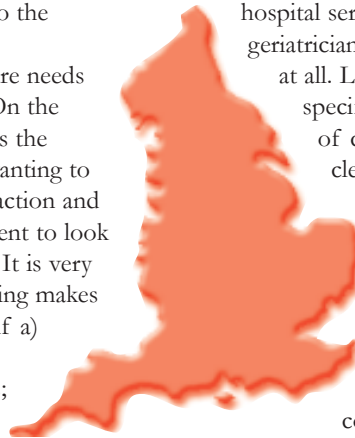 o the
re needs
On the
s the
anting to
action and
ent to look
It is very
ing makes
if a)
;
hospital ser
geriatrician
at all. L
speci
of
cle
co